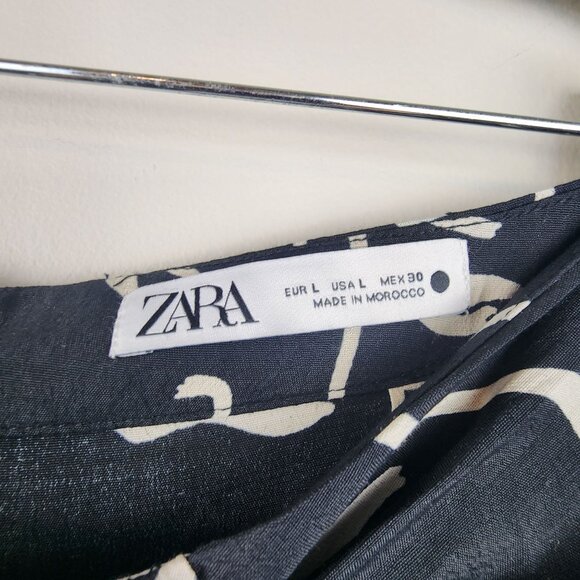 ZARA
EUR L USA L MEX 30
MADE IN MOROCCO